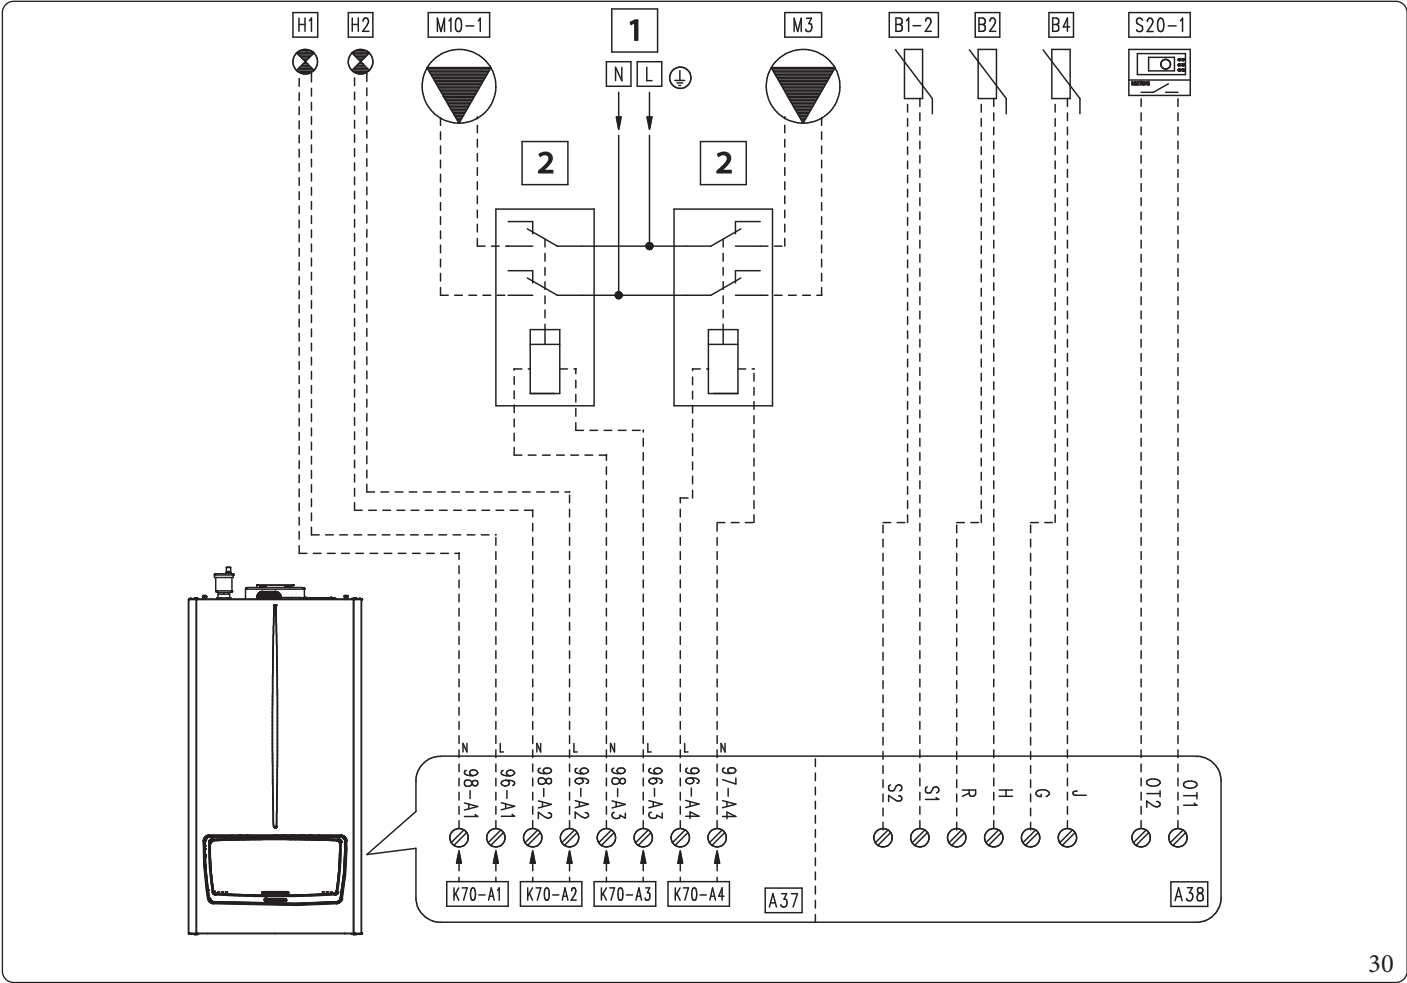 H1 H2 M10-1 1 M3 B1-2 B2 B4 S20-1
N L
2 2
N L N L N L L N
98-A1 96-A1 98-A2 96-A2 98-A3 96-A3 96-A4 97-A4 S2 S1 R H G J OT2 OT1
K70-A1 K70-A2 K70-A3 K70-A4 A37 A38
30